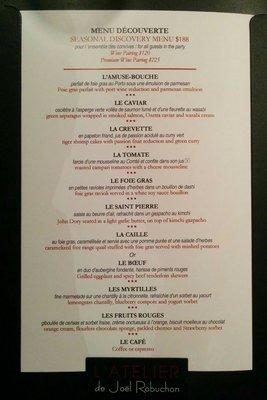 MENU DÉCOUVERTE
SEASONAL DISCOVERY MENU $188
pour l'ensemble des convives / for all guests in the party
Wine Pairing $120
Premium Wine Pairing $225
L'AMUSE-BOUCHE
parfait de foie gras au Porto sous une émulsion de parmesan
Foie gras parfait with port wine reduction and parmesan emulsion
***
LE CAVIAR
osciètre à l'asperge verte voilée de saumon fumé et d'une fleurette au wasabi
green asparagus wrapped in smoked salmon, Osetra caviar and wasabi cream
***
LA CREVETTE
en papeton friand, jus de passion acidulé au curry vert
tiger shrimp cakes with passion fruit reduction and green curry
***
LA TOMATE
farcie d'une mousseline au Comté et confite dans son jus
roasted campari tomatoes with a cheese mousseline
***
LE FOIE GRAS
en petites ravioles imprimées d'herbes dans un bouillon de dashi
foie gras ravioli served in a white soy sauce bouillon
***
LE SAINT PIERRE
saisie au beurre d'ail, refraîchi dans un gaspacho au kimchi
John Dory seared in a light garlic butter, on top of kimchi gazpacho
***
LA CAILLE
au foie gras, caramélisée et servie avec une pomme purée et une salade d'herbes
caramelized free range quail stuffed with foie gras served with mashed potatoes
Or
LE BŒUF
en duo d'aubergine fondante, harissa de piments rouges
Grilled eggplant and spicy beef tenderloin skewers
***
LES MYRTILLES
fine marmelade sur une chantilly à la citronnelle, rafraîchie d'un sorbet au yaourt
lemongrass chantilly, blueberry compote and yogurt sorbet
***
LES FRUITS ROUGES
giboulée de cerises et sorbet fraise, crème onctueuse à l'orange, biscuit moelleux au chocolat
orange cream, flourless chocolate sponge, pickled cherries and Strawberry sorbet
***
LE CAFÉ
Coffee or espresso
L'ATELIER
de Joël Robuchon